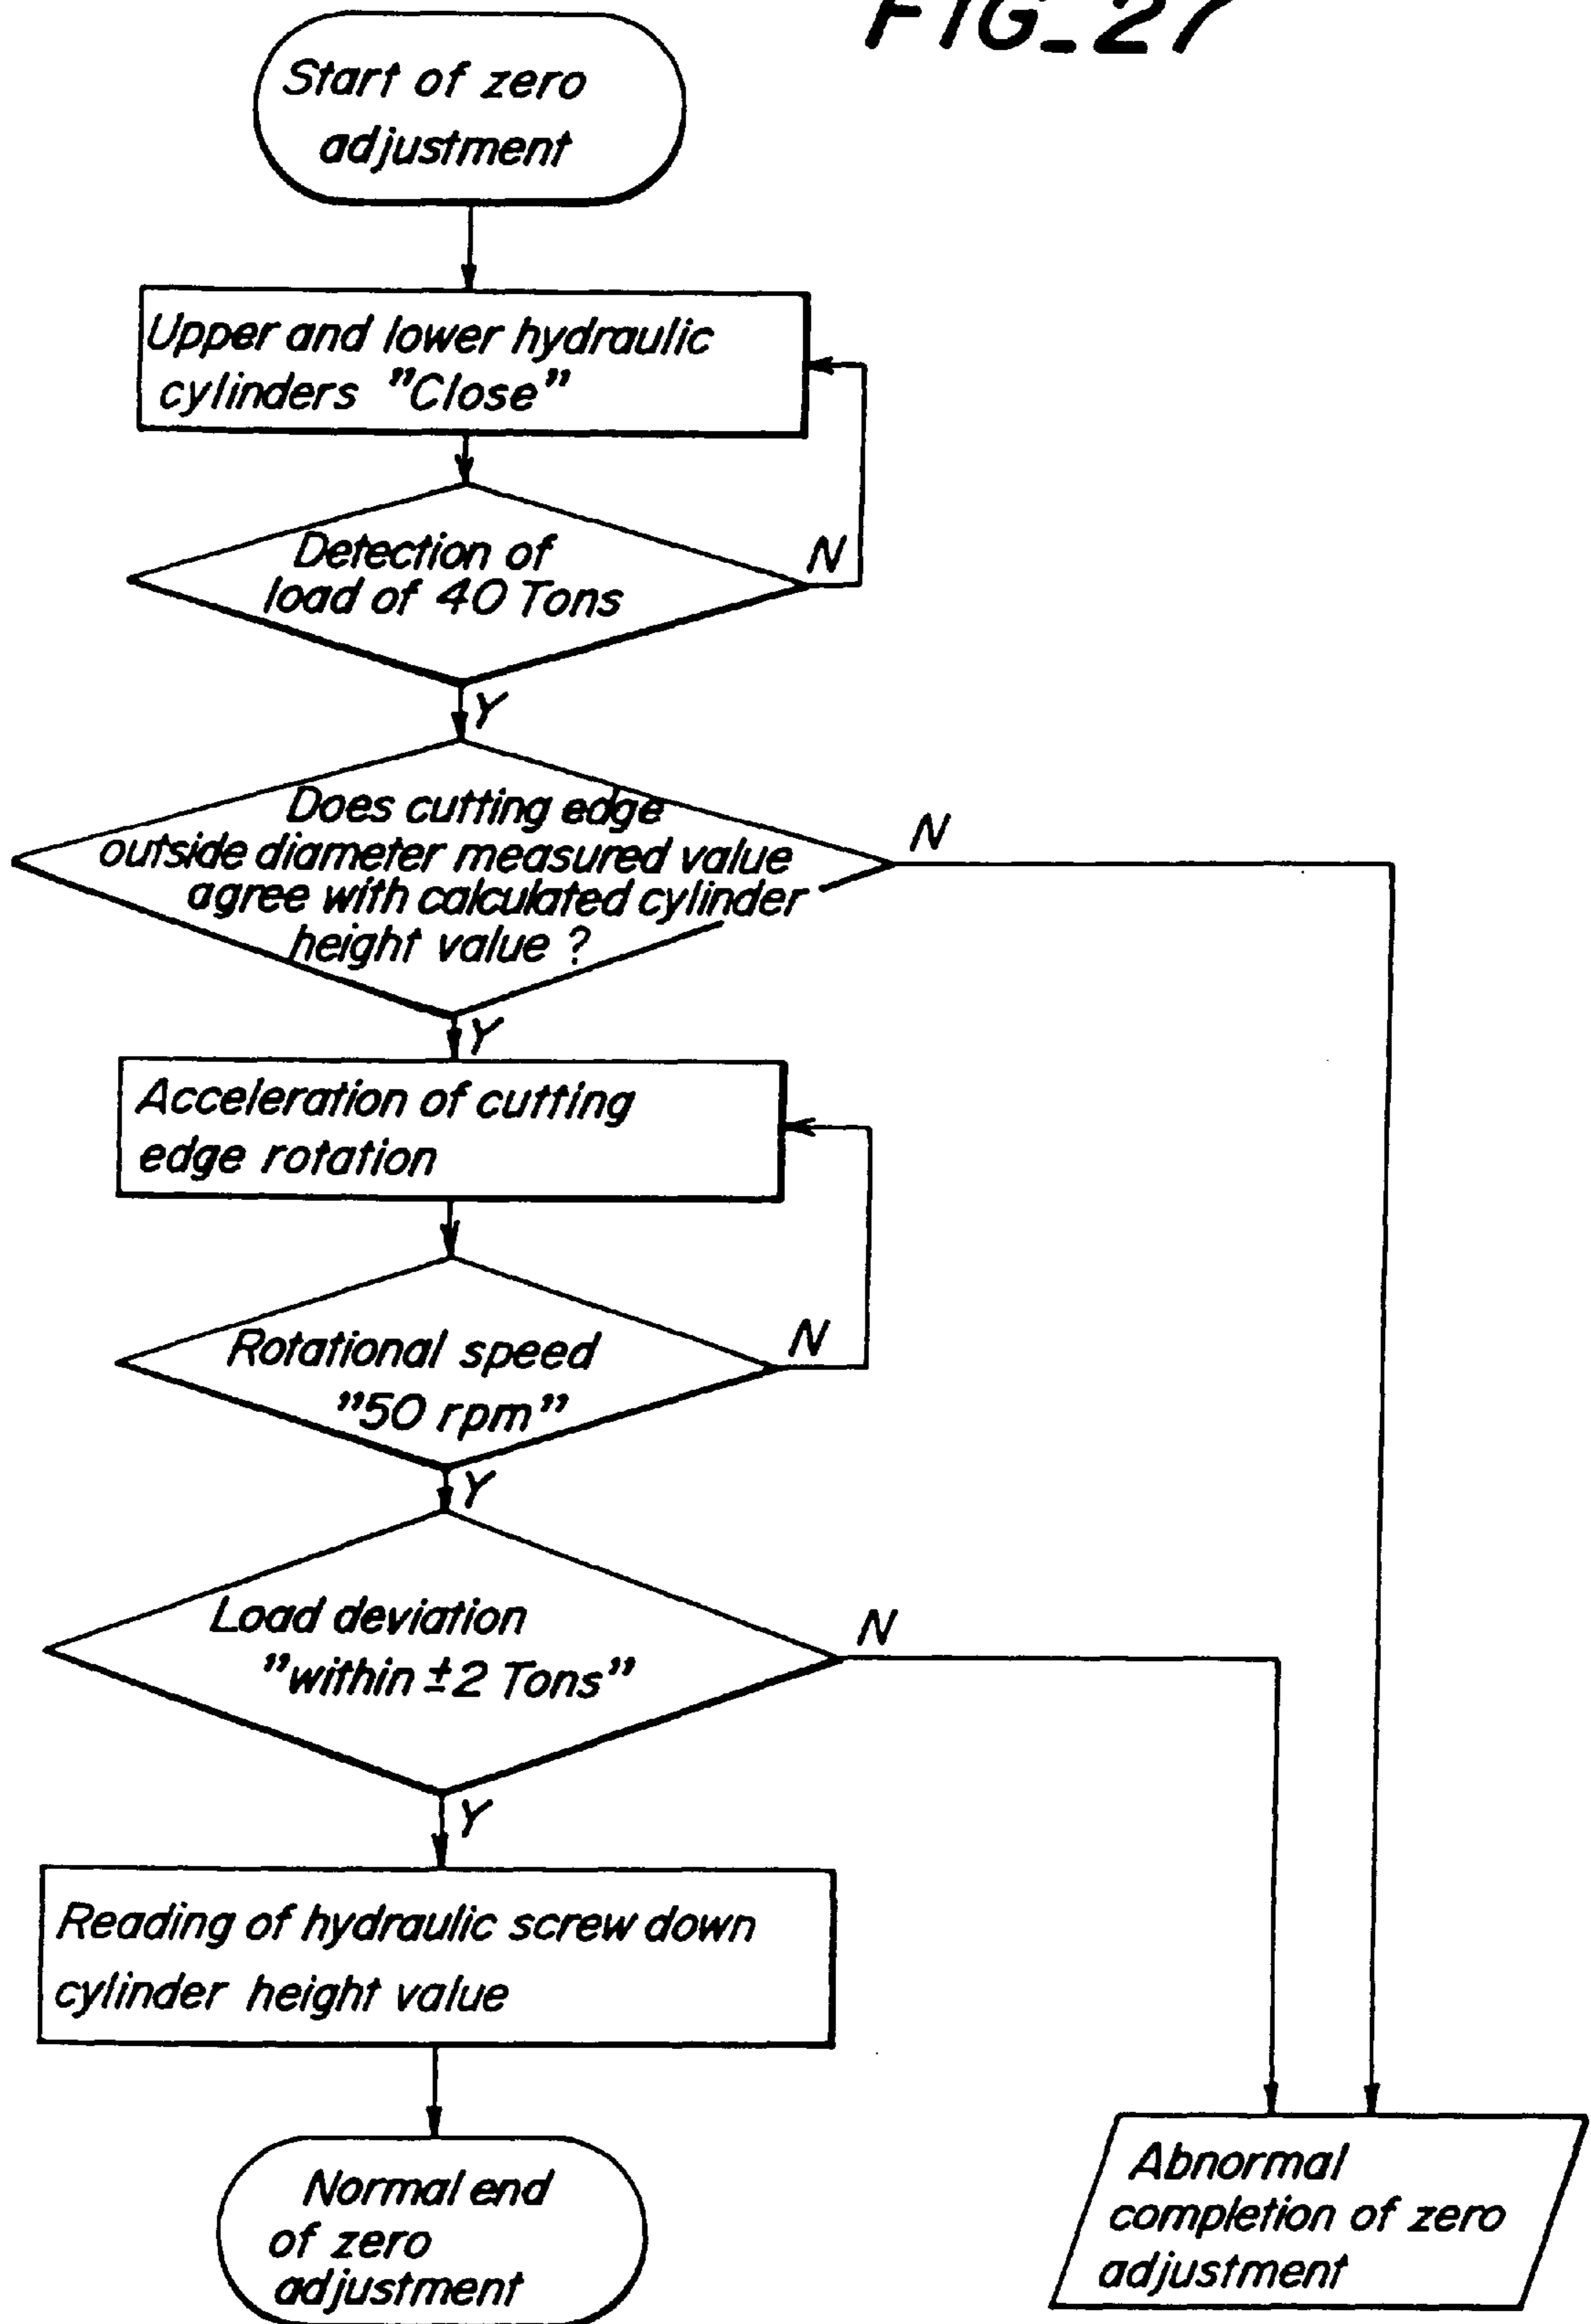 FIG_27
Start of zero
adjustment
Upper and lower hydraulic
cylinders "Close"
Detection of
load of 40 Tons
N
Y
Does cutting edge
outside diameter measured value
agree with calculated cylinder
height value ?
N
Y
Acceleration of cutting
edge rotation
Rotational speed
"50 rpm"
N
Y
Load deviation
"within ±2 Tons"
N
Y
Reading of hydraulic screw down
cylinder height value
Normal end
of zero
adjustment
Abnormal
completion of zero
adjustment